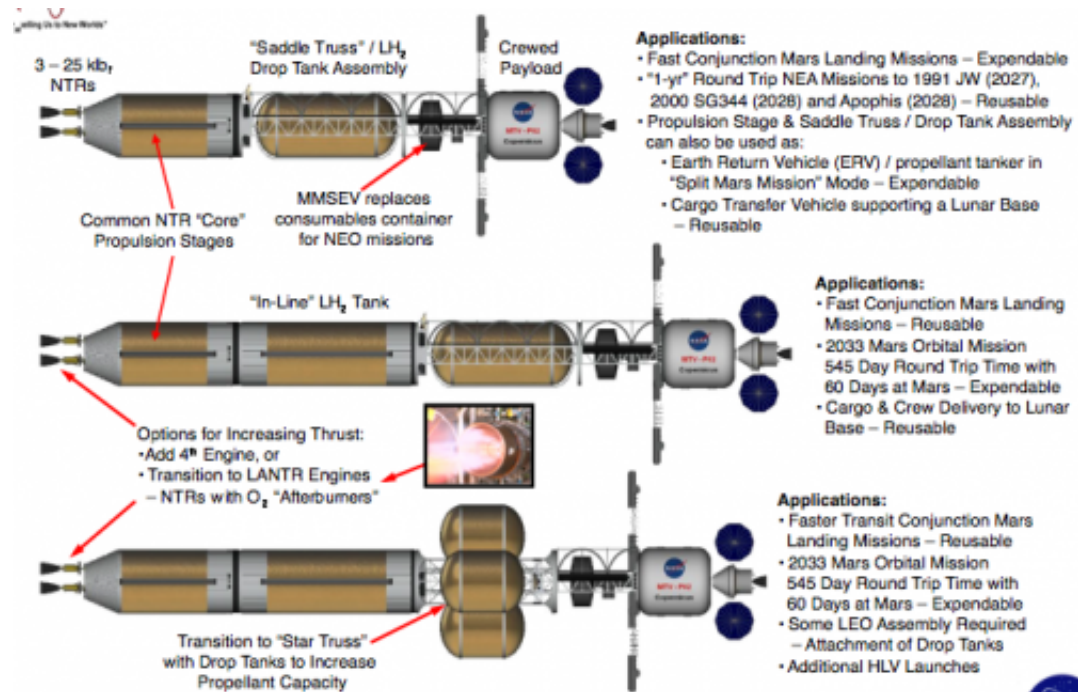 "Saddle Truss" / LH2
Drop Tank Assembly
Crewed
Payload
3 – 25 klbf
NTRs
Applications:
• Fast Conjunction Mars Landing Missions – Expendable
• "1-yr" Round Trip NEA Missions to 1991 JW (2027),
2000 SG344 (2028) and Apophis (2028) – Reusable
• Propulsion Stage & Saddle Truss / Drop Tank Assembly
can also be used as:
• Earth Return Vehicle (ERV) / propellant tanker in
"Split Mars Mission" Mode – Expendable
• Cargo Transfer Vehicle supporting a Lunar Base
– Reusable
NASA
Common NTR "Core"
Propulsion Stages
MMSEV replaces
consumables container
for NEO missions
"In-Line" LH2 Tank
NASA
Applications:
• Fast Conjunction Mars Landing
Missions – Reusable
• 2033 Mars Orbital Mission
545 Day Round Trip Time with
60 Days at Mars – Expendable
• Cargo & Crew Delivery to Lunar
Base – Reusable
Options for Increasing Thrust:
• Add 4th Engine, or
• Transition to LANTR Engines
– NTRs with O2 "Afterburners"
NASA
Applications:
• Faster Transit Conjunction Mars
Landing Missions – Reusable
• 2033 Mars Orbital Mission
545 Day Round Trip Time with
60 Days at Mars – Expendable
• Some LEO Assembly Required
– Attachment of Drop Tanks
• Additional HLV Launches
Transition to "Star Truss"
with Drop Tanks to Increase
Propellant Capacity